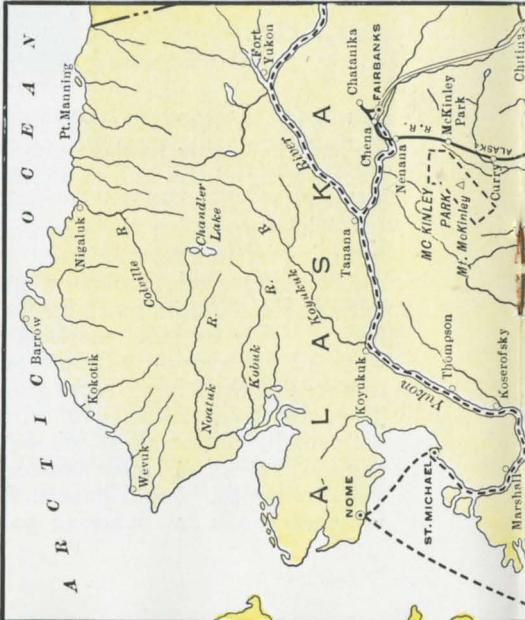 ARCTIC OCEAN
Pt. Manning
Barrow
Nigaluk
Kokotik
Wevuk
Colville R.
Chandler
Lake
Noatuk R.
Kobuk R.
Koyukuk R.
Fort
Yukon
River
ALASKA
Chatanika
FAIRBANKS
Chena
Nenana
R. R.
McKinley
Park
ALASKA
Curry
Chitina
MC KINLEY
PARK
Mt. McKinley
Tanana
Koyukuk
Yukon
Thompson
Koserofsky
NOME
ST. MICHAEL
Marshall